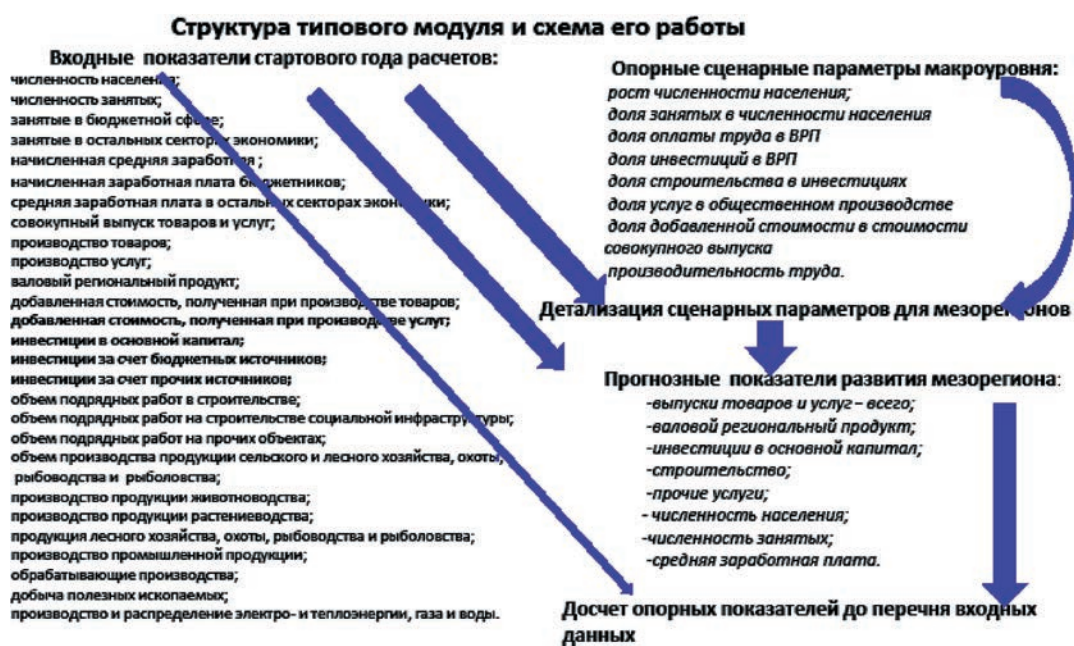 Структура типового модуля и схема его работы
Входные показатели стартового года расчетов:
численность населения;
численность занятых;
занятые в бюджетной сфере;
занятые в остальных секторах экономики;
начисленная средняя заработная ;
начисленная заработная плата бюджетников;
средняя заработная плата в остальных секторах экономики;
совокупный выпуск товаров и услуг;
производство товаров;
производство услуг;
валовый региональный продукт;
добавленная стоимость, полученная при производстве товаров;
добавленная стоимость, полученная при производстве услуг;
инвестиции в основной капитал;
инвестиции за счет бюджетных источников;
инвестиции за счет прочих источников;
объем подрядных работ в строительстве;
объем подрядных работ на строительстве социальной инфраструктуры;
объем подрядных работ на прочих объектах;
объем производства продукции сельского и лесного хозяйства, охоты,
рыбоводства и рыболовства;
производство продукции животноводства;
производство продукции растениеводства;
продукция лесного хозяйства, охоты, рыбоводства и рыболовства;
производство промышленной продукции;
обрабатывающие производства;
добыча полезных ископаемых;
производство и распределение электро- и теплоэнергии, газа и воды.
Опорные сценарные параметры макроуровня:
рост численности населения;
доля занятых в численности населения
доля оплаты труда в ВРП
доля инвестиций в ВРП
доля строительства в инвестициях
доля услуг в общественном производстве
доля добавленной стоимости в стоимости
совокупного выпуска
производительность труда.
Детализация сценарных параметров для мезорегионов
Прогнозные показатели развития мезорегиона:
-выпуски товаров и услуг – всего;
-валовой региональный продукт;
-инвестиции в основной капитал;
-строительство;
-прочие услуги;
- численность населения;
-численность занятых;
-средняя заработная плата.
Досчет опорных показателей до перечня входных
данных